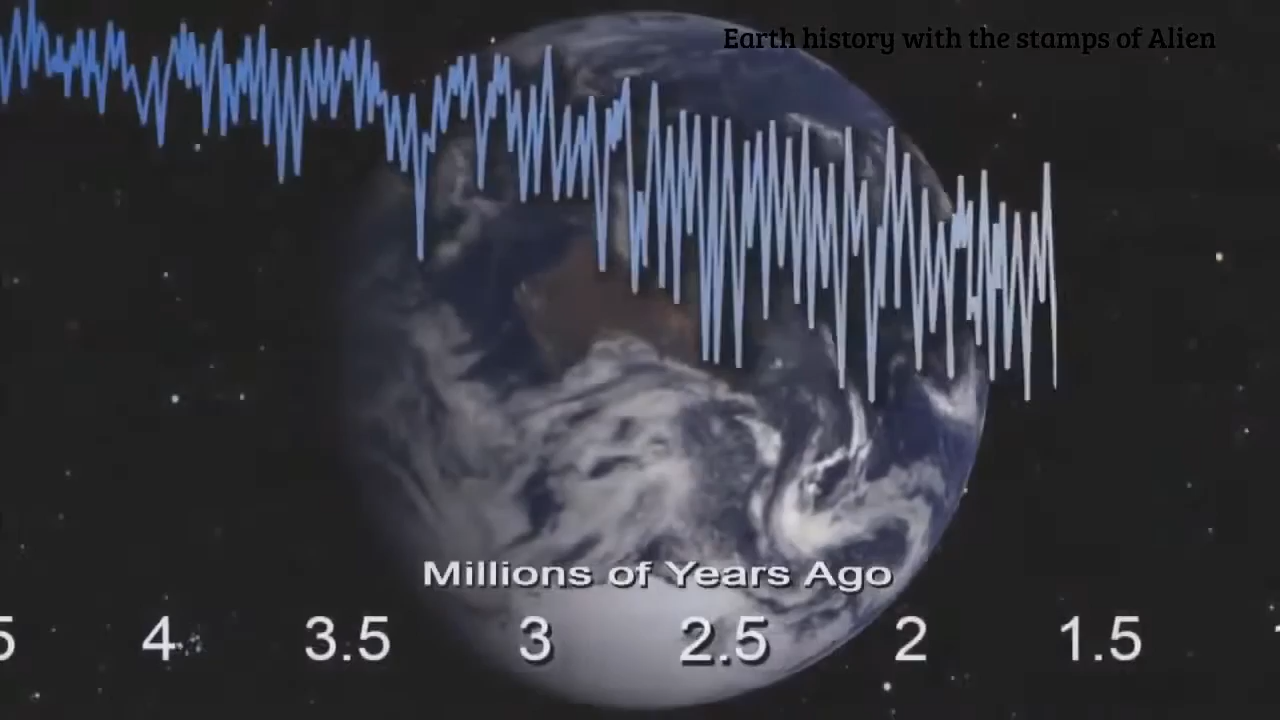 Earth history with the stamps of Alien
Millions of Years Ago
5 4 3.5 3 2.5 2 1.5